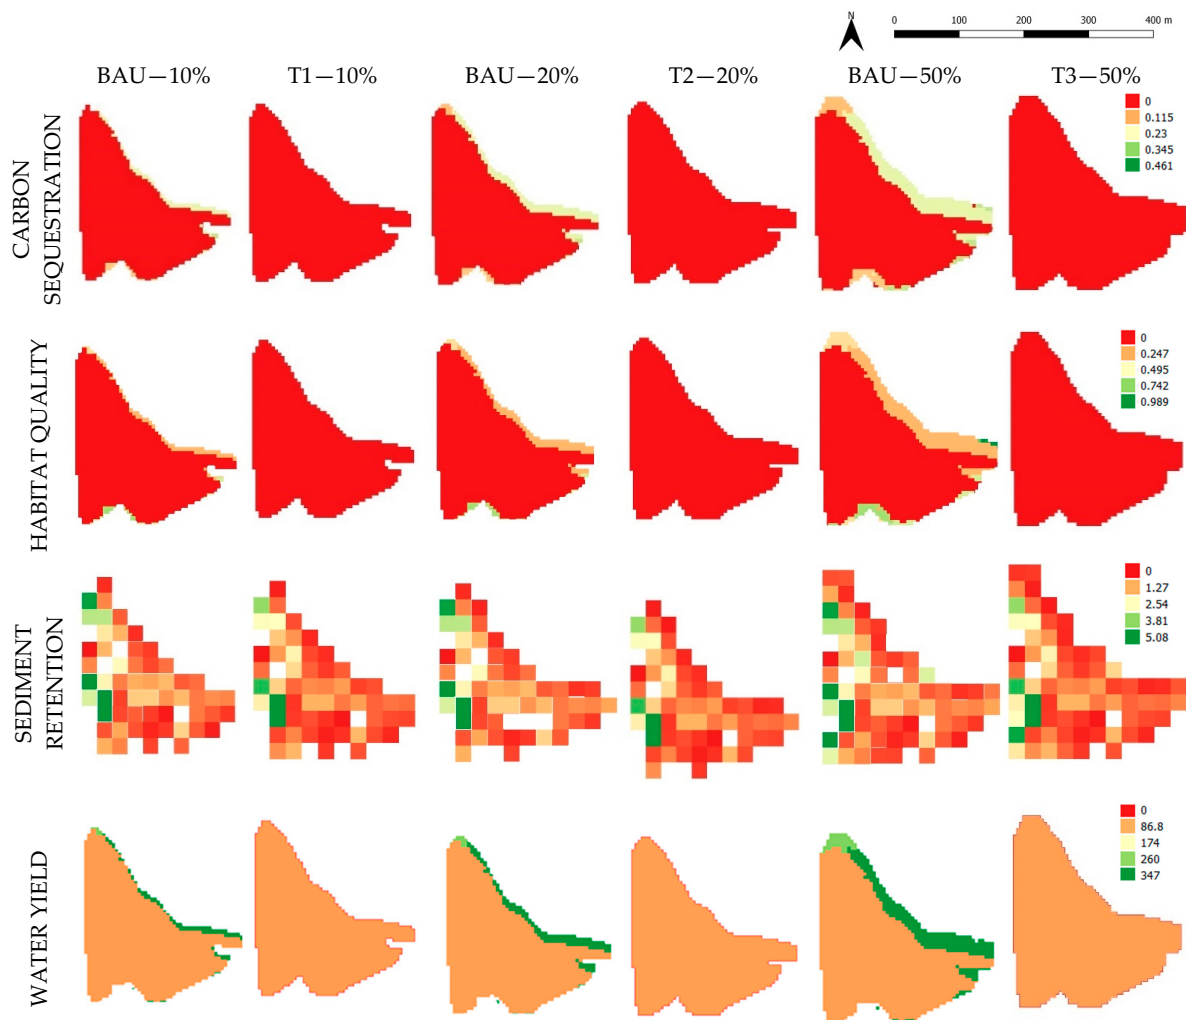 N
0 100 200 300 400 m
BAU—10% T1—10% BAU—20% T2—20% BAU—50% T3—50%
CARBON
SEQUESTRATION
0
0.115
0.23
0.345
0.461
HABITAT QUALITY
0
0.247
0.495
0.742
0.989
SEDIMENT
RETENTION
0
1.27
2.54
3.81
5.08
WATER YIELD
0
86.8
174
260
347